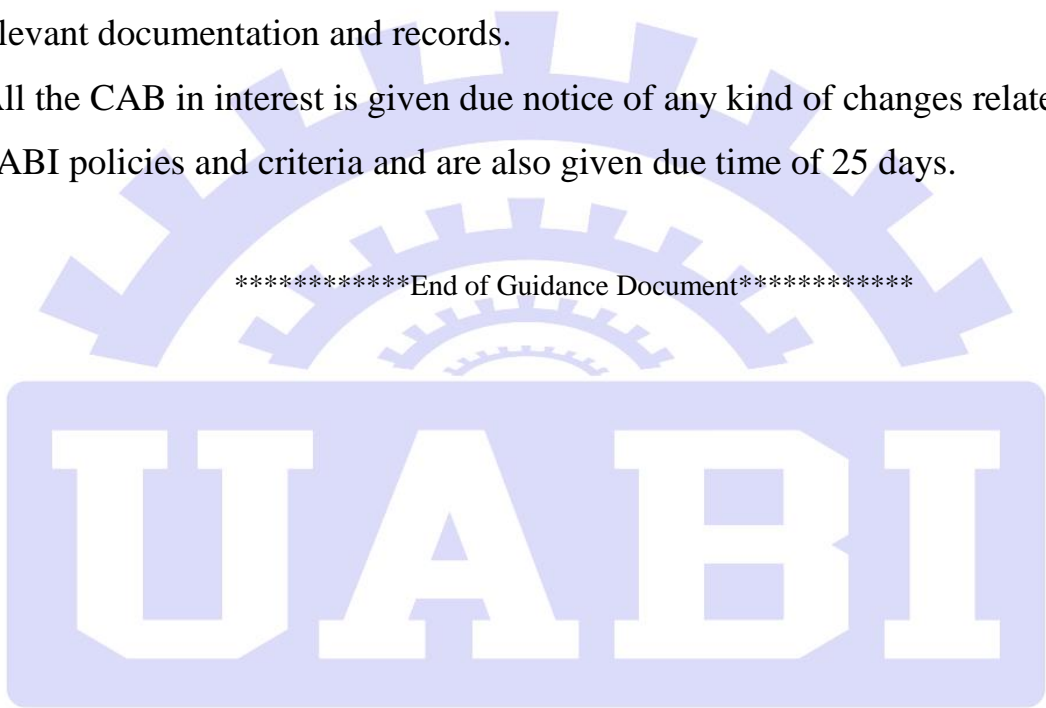 levant documentation and records.
All the CAB in interest is given due notice of any kind of changes relate
ABI policies and criteria and are also given due time of 25 days.
************End of Guidance Document************
UABI